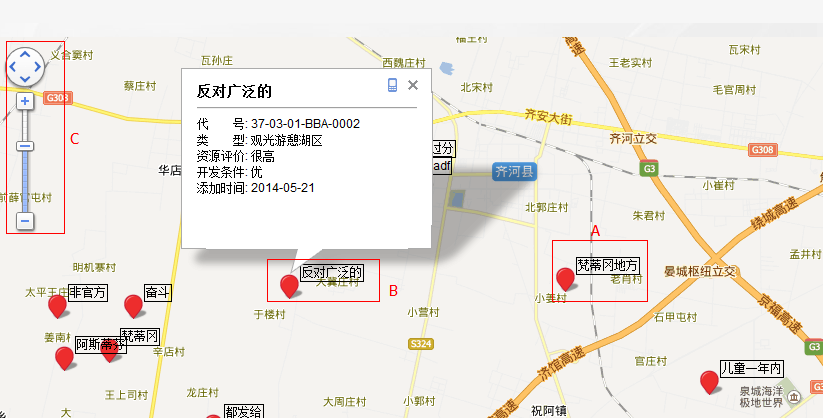 福王村
义合窦村
瓦孙庄
西魏庄村
王老实村
瓦宋村
蔡庄村
宋北村
毛官周村
G308
反对广泛的
代 号: 37-03-01-BBA-0002
类 型: 观光游憩湖区
资源评价: 很高
开发条件: 优
添加时间: 2014-05-21
C
华店
过分
adf
齐安大街
齐河立交
G308
齐河县
G3
小崔村
前薛官屯村
北郭庄村
朱君村
绕城高速
A
孟井村
明机寨村
反对广泛的
大冀庄村
B
梵蒂冈地方
老肖村
小姜村
晏城枢纽立交
太平王庄
非官方
奋斗
于楼村
小营村
石甲屯村
京福高速
姜南村
阿斯蒂芬
梵蒂冈
辛店村
S324
济馆高速
官庄村
G3
儿童一年内
王上司村
龙庄村
大周庄村
小郭村
祝阿镇
泉城海洋
极地世界
G308
大
都发给